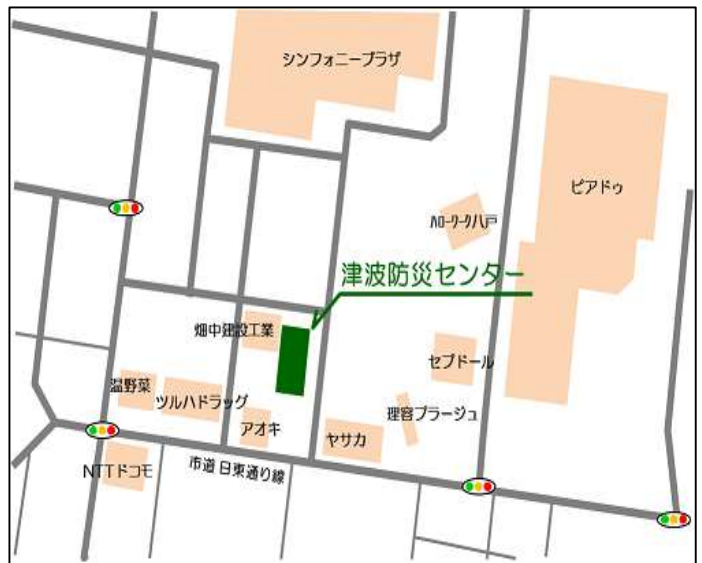 シンフォニープラザ
ピアドゥ
ハローワーク八戸
津波防災センター
畑中建設工業
セブドール
温野菜
ツルハドラッグ
理容プラージュ
アオキ
ヤサカ
NTTドコモ
市道 日東通り線